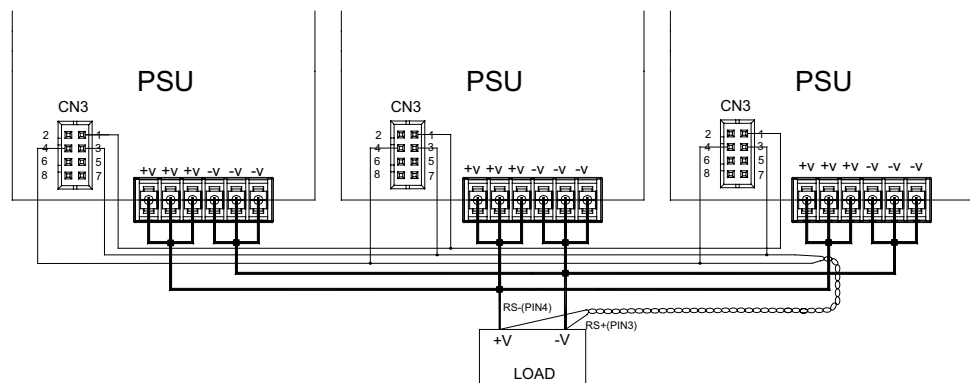 PSU PSU PSU
CN3 CN3 CN3
2 1 2 1 2 1
4 3 4 3 4 3
6 5 6 5 6 5
8 7 8 7 8 7
+V +V +V -V -V -V +V +V +V -V -V -V +V +V +V -V -V -V
RS-(PIN4)
RS+(PIN3)
+V -V
LOAD